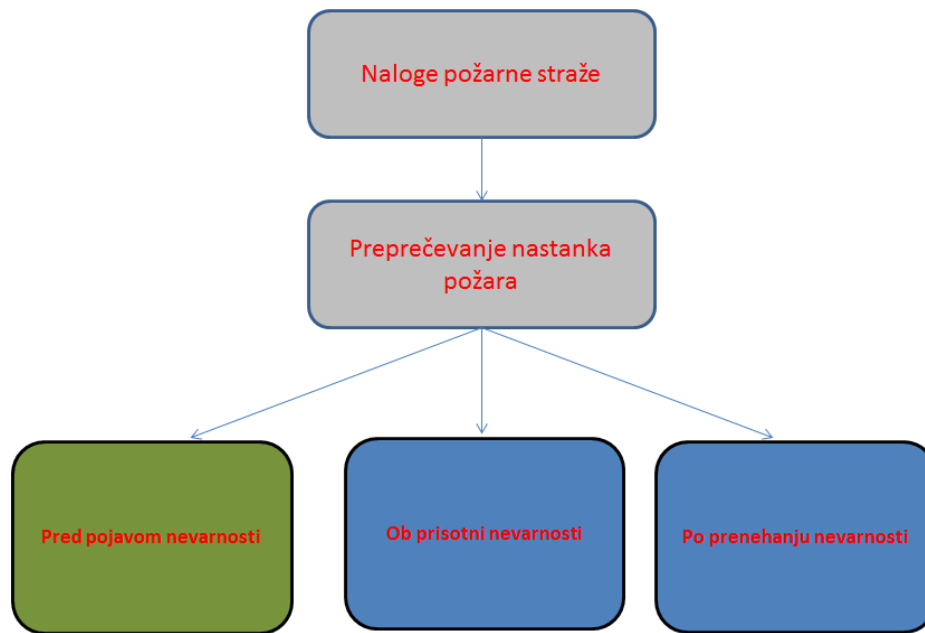 Naloge požarne straže
Preprečevanje nastanka
požara
Pred pojavom nevarnosti
Ob prisotni nevarnosti
Po prenehanju nevarnosti